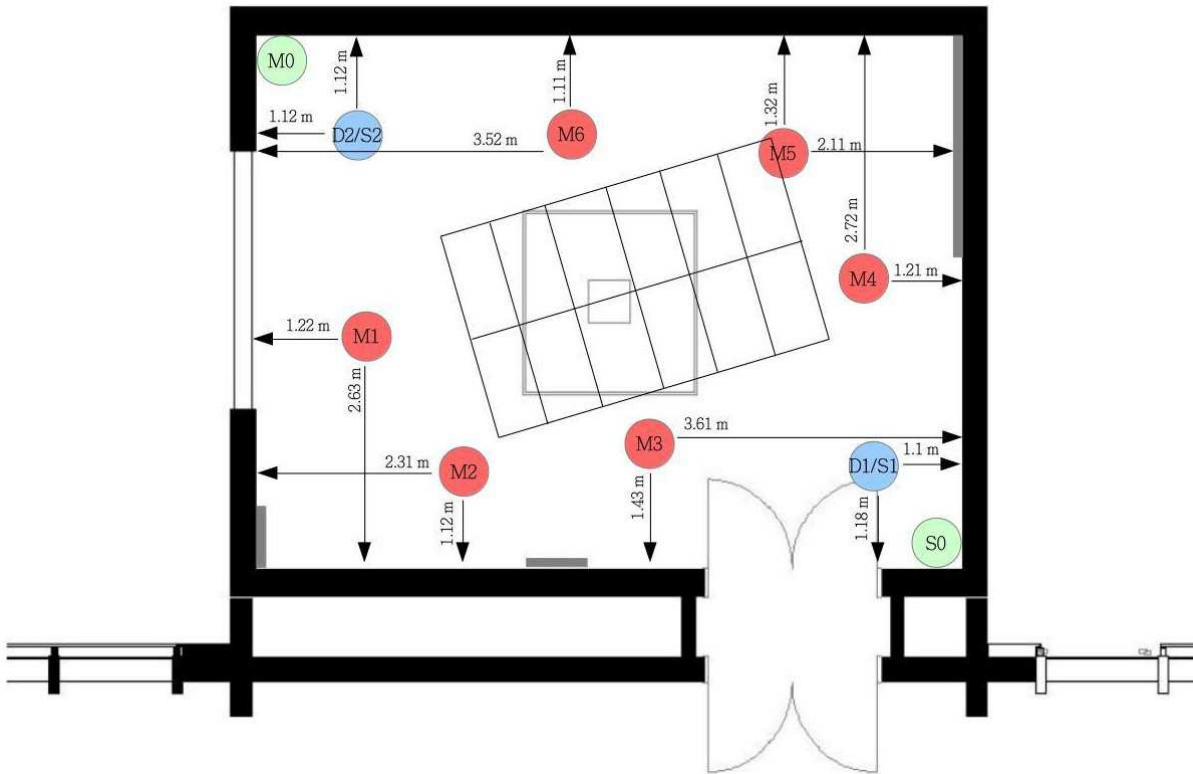 M0
1.12 m
1.11 m
1.32 m
1.12 m
D2/S2
M6
3.52 m
M5
2.11 m
2.72 m
M4
1.21 m
1.22 m
M1
2.63 m
M3
3.61 m
2.31 m
M2
D1/S1
1.1 m
1.12 m
1.43 m
1.18 m
S0